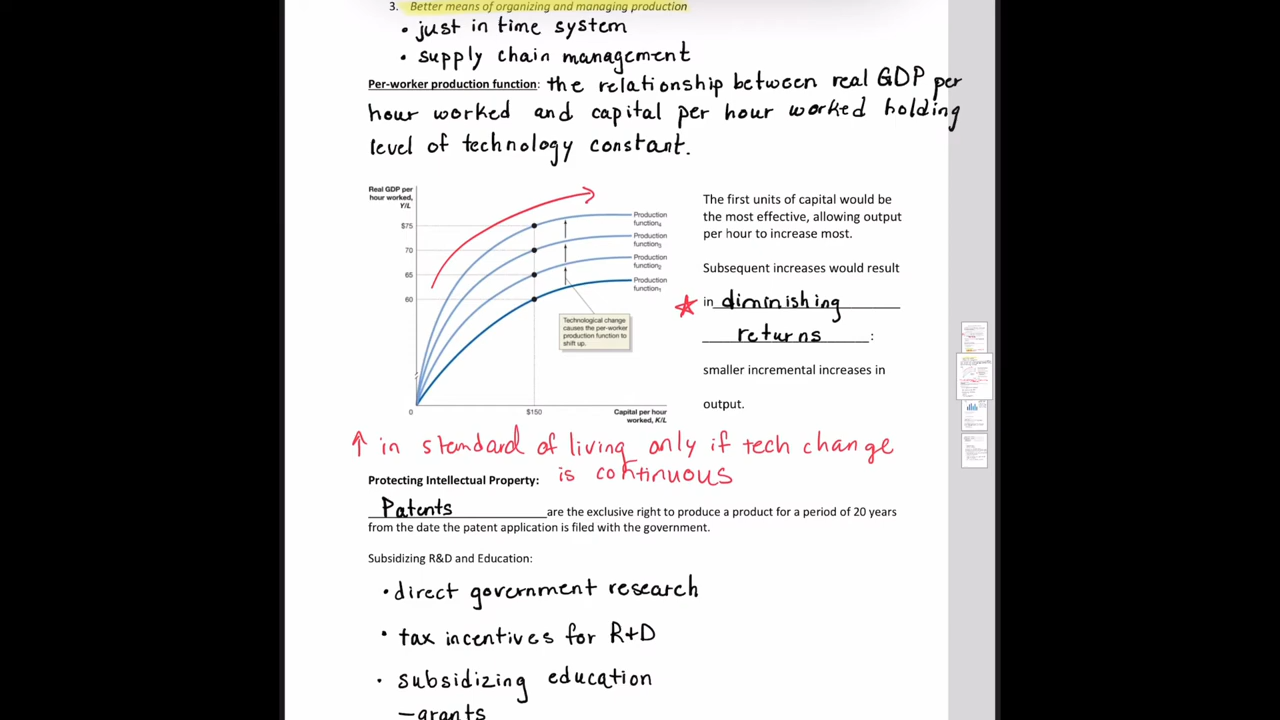 3. Better means of organizing and managing production
• just in time system
• supply chain management
Per-worker production function: the relationship between real GDP per
hour worked and capital per hour worked holding
level of technology constant.
Real GDP per
hour worked,
Y/L
$75
70
65
60
0
$150
Capital per hour
worked, K/L
Production
function4
Production
function3
Production
function2
Production
function1
Technological change
causes the per-worker
production function to
shift up.
The first units of capital would be
the most effective, allowing output
per hour to increase most.
Subsequent increases would result
in diminishing
returns :
smaller incremental increases in
output.
↑ in standard of living only if tech change
is continuous
Protecting Intellectual Property:
Patents are the exclusive right to produce a product for a period of 20 years
from the date the patent application is filed with the government.
Subsidizing R&D and Education:
• direct government research
• tax incentives for R+D
• subsidizing education
– grants